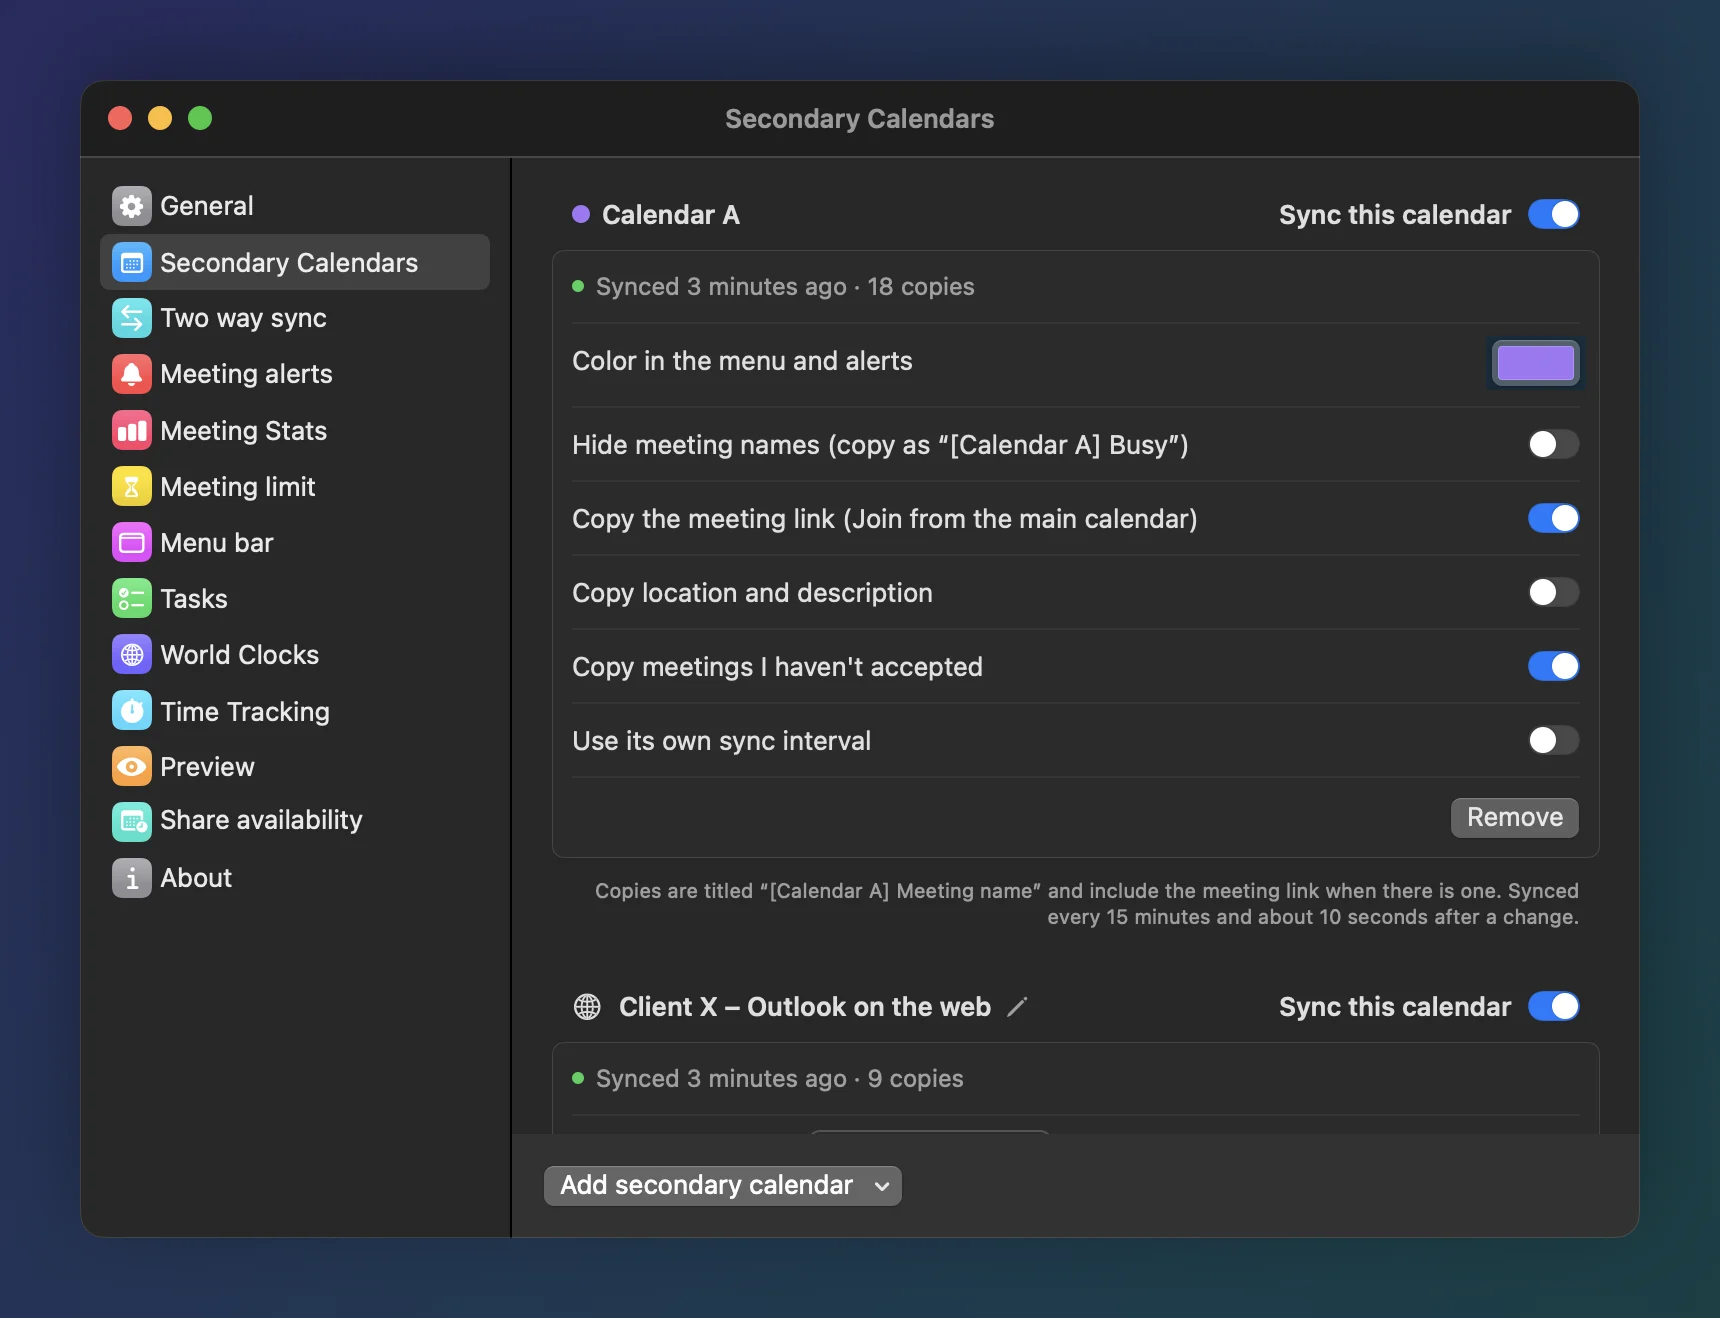 Secondary Calendars
General
Secondary Calendars
Two way sync
Meeting alerts
Meeting Stats
Meeting limit
Menu bar
Tasks
World Clocks
Time Tracking
Preview
Share availability
About
Calendar A
Sync this calendar
Synced 3 minutes ago · 18 copies
Color in the menu and alerts
Hide meeting names (copy as “[Calendar A] Busy”)
Copy the meeting link (Join from the main calendar)
Copy location and description
Copy meetings I haven't accepted
Use its own sync interval
Remove
Copies are titled “[Calendar A] Meeting name” and include the meeting link when there is one. Synced
every 15 minutes and about 10 seconds after a change.
Client X – Outlook on the web
Sync this calendar
Synced 3 minutes ago · 9 copies
Add secondary calendar